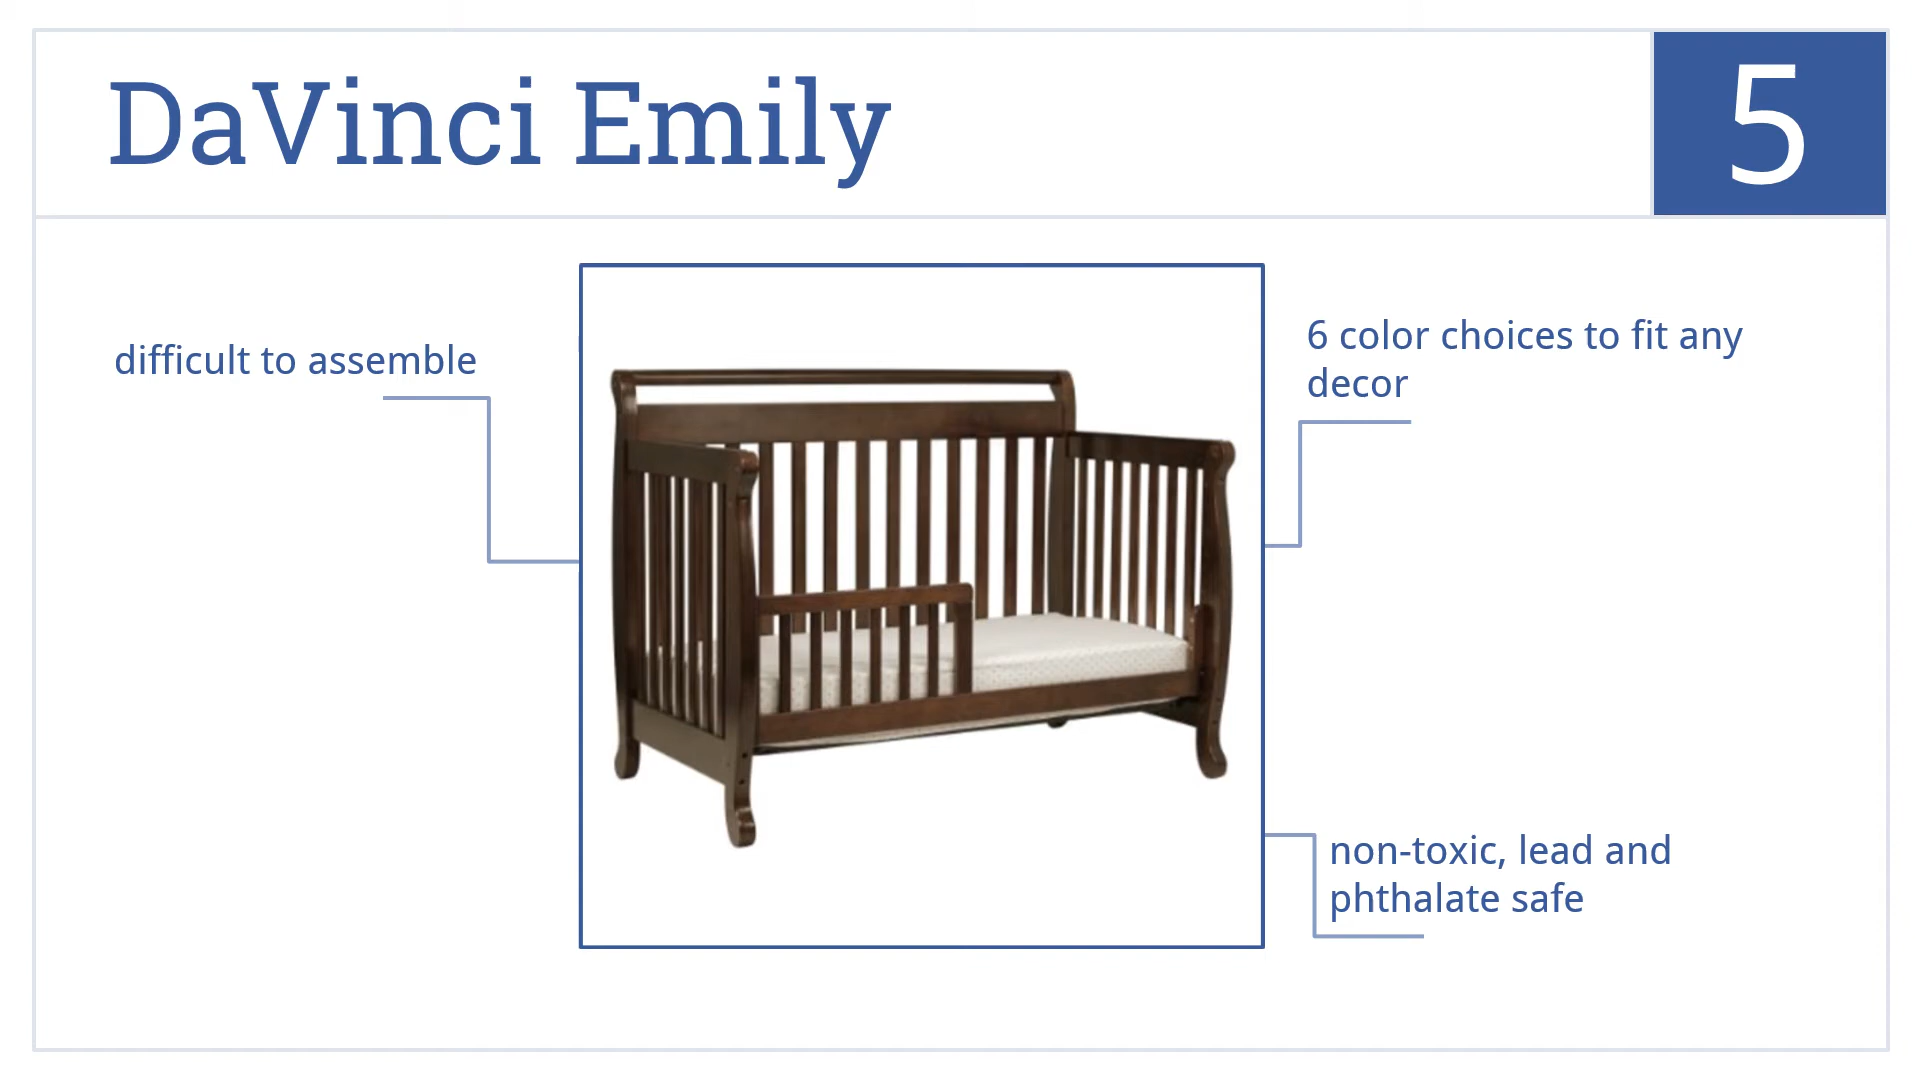 DaVinci Emily
5
difficult to assemble
6 color choices to fit any
decor
non-toxic, lead and
phthalate safe